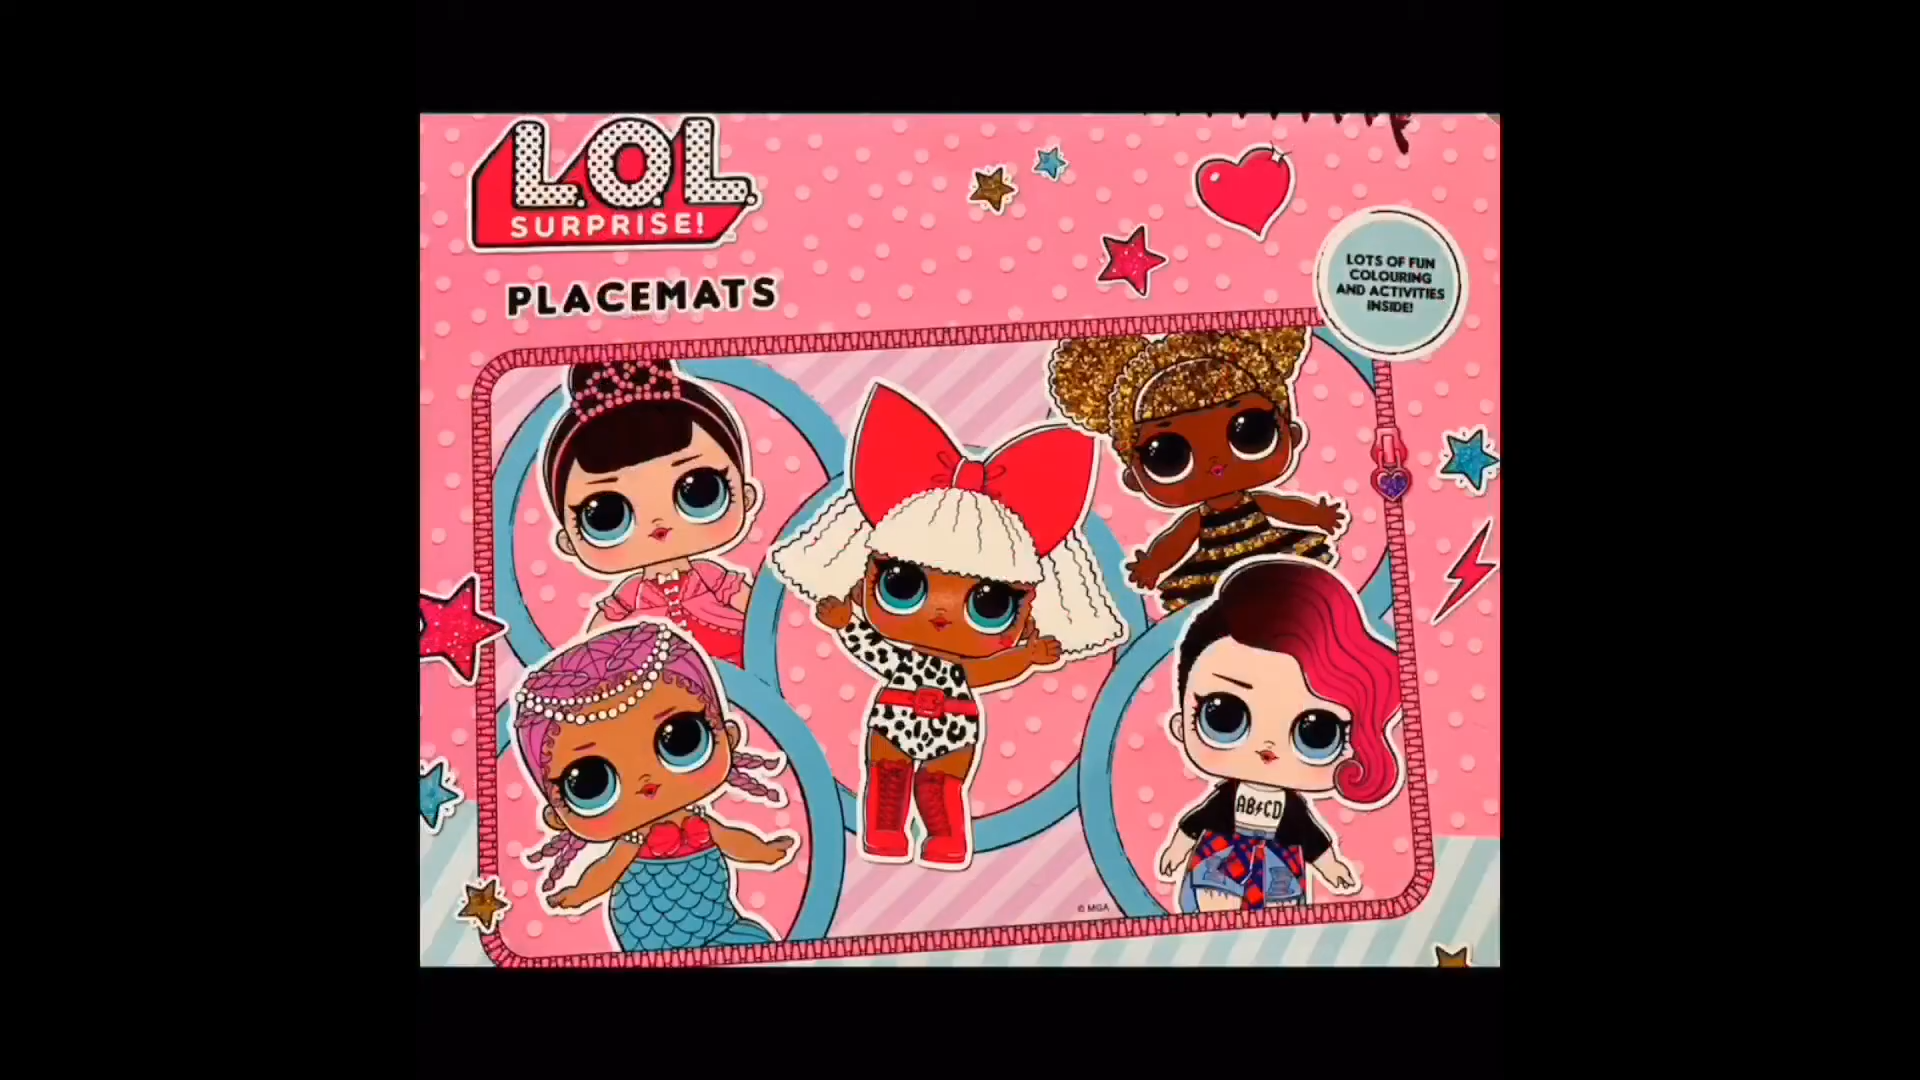 L.O.L.
SURPRISE!
PLACEMATS
LOTS OF FUN
COLOURING
AND ACTIVITIES
INSIDE!
AB⚡CD
© MGA